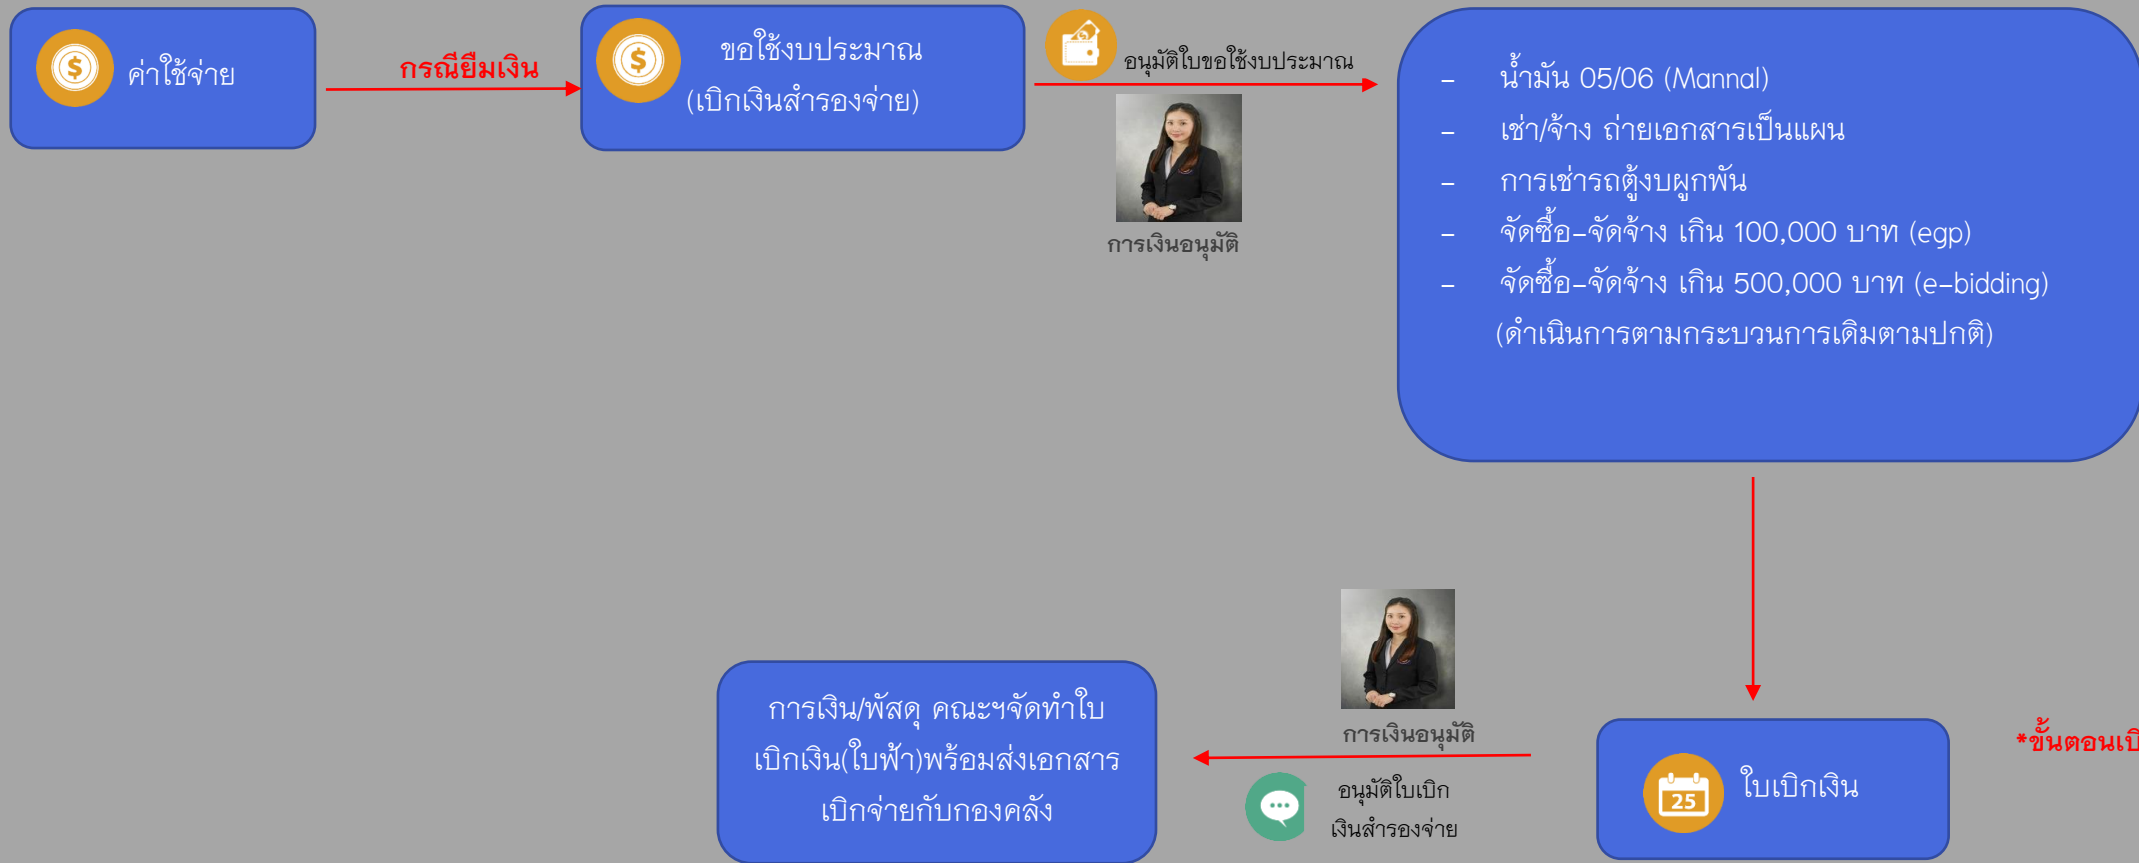 ค่าใช้จ่าย
กรณียืมเงิน
ขอใช้งบประมาณ
(เบิกเงินสำรองจ่าย)
อนุมัติใบขอใช้งบประมาณ
การเงินอนุมัติ
- น้ำมัน 05/06 (Mannal)
- เช่า/จ้าง ถ่ายเอกสารเป็นแผน
- การเช่ารถตู้งบผูกพัน
- จัดซื้อ-จัดจ้าง เกิน 100,000 บาท (egp)
- จัดซื้อ-จัดจ้าง เกิน 500,000 บาท (e-bidding)
(ดำเนินการตามกระบวนการเดิมตามปกติ)
*ขั้นตอนเบิ
25
ใบเบิกเงิน
การเงินอนุมัติ
อนุมัติใบเบิก
เงินสำรองจ่าย
การเงิน/พัสดุ คณะฯจัดทำใบ
เบิกเงิน(ใบฟ้า)พร้อมส่งเอกสาร
เบิกจ่ายกับกองคลัง